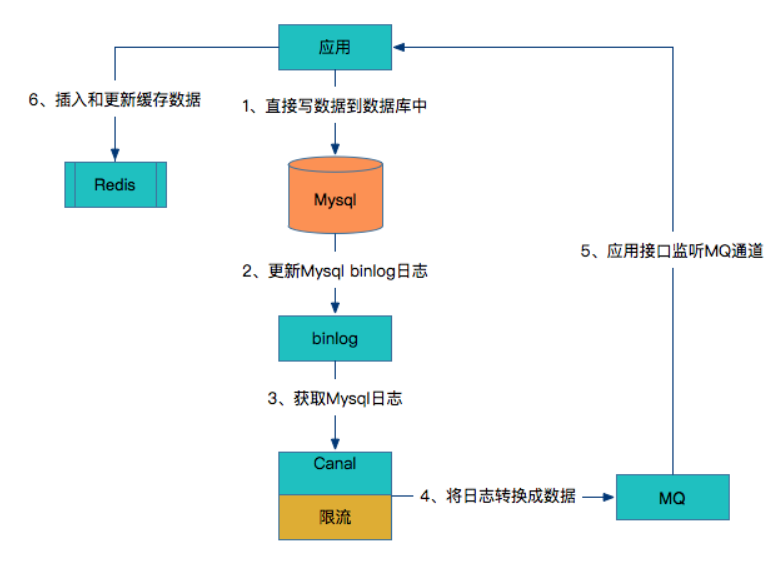 应用
6、插入和更新缓存数据
1、直接写数据到数据库中
Redis
Mysql
5、应用接口监听MQ通道
2、更新Mysql binlog日志
binlog
3、获取Mysql日志
Canal
4、将日志转换成数据
MQ
限流